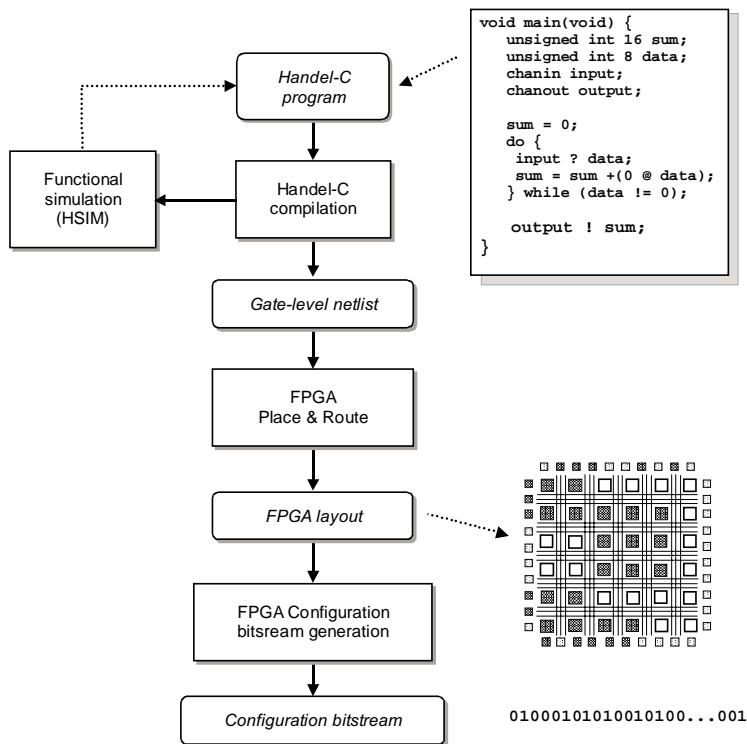 void main(void) {
unsigned int 16 sum;
unsigned int 8 data;
chanin input;
chanout output;
sum = 0;
do {
input ? data;
sum = sum +(0 @ data);
} while (data != 0);
output ! sum;
}
Handel-C
program
Functional
simulation
(HSIM)
Handel-C
compilation
Gate-level netlist
FPGA
Place & Route
FPGA layout
FPGA Configuration
bitsream generation
Configuration bitstream
01000101010010100...001